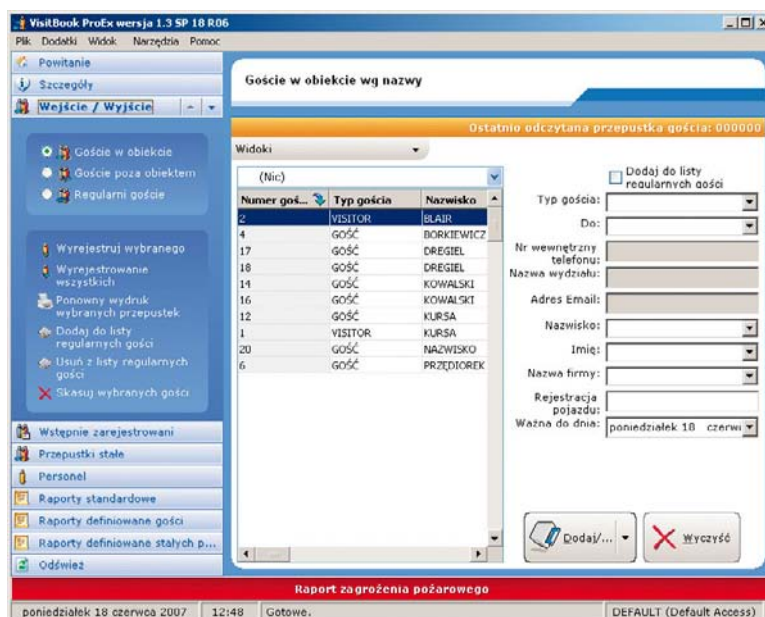 VisitBook ProEx wersja 1.3 SP 18 R06
Plik Dodatki Widok Narzędzia Pomoc
Powitanie
Szczegóły
Wejście / Wyjście
Goście w obiekcie
Goście poza obiektem
Regularni goście
Wyrejestruj wybranego
Wyrejestrowanie
wszystkich
Ponowny wydruk
wybranych przepustek
Dodaj do listy
regularnych gości
Usuń z listy regularnych
gości
Skasuj wybranych gości
Wstępnie zarejestrowani
Przepustki stałe
Personel
Raporty standardowe
Raporty definiowane gości
Raporty definiowane stałych p...
Odśwież
Goście w obiekcie wg nazwy
Ostatnio odczytana przepustka gościa: 000000
Widoki
(Nic)
Numer goś... Typ gościa Nazwisko
2 VISITOR BLAIR
4 GOŚĆ BORKIEWICZ
17 GOŚĆ DREGIEL
18 GOŚĆ DREGIEL
14 GOŚĆ KOWALSKI
16 GOŚĆ KOWALSKI
12 GOŚĆ KURSA
1 VISITOR KURSA
20 GOŚĆ NAZWISKO
6 GOŚĆ PRZĘDIOREK
Dodaj do listy
regularnych gości
Typ gościa:
Do:
Nr wewnętrzny
telefonu:
Nazwa wydziału:
Adres Email:
Nazwisko:
Imię:
Nazwa firmy:
Rejestracja
pojazdu:
Ważna do dnia: poniedziałek 18 czerwi
Dodaj/...
Wyczyść
Raport zagrożenia pożarowego
poniedziałek 18 czerwca 2007 12:48 Gotowe. DEFAULT (Default Access)